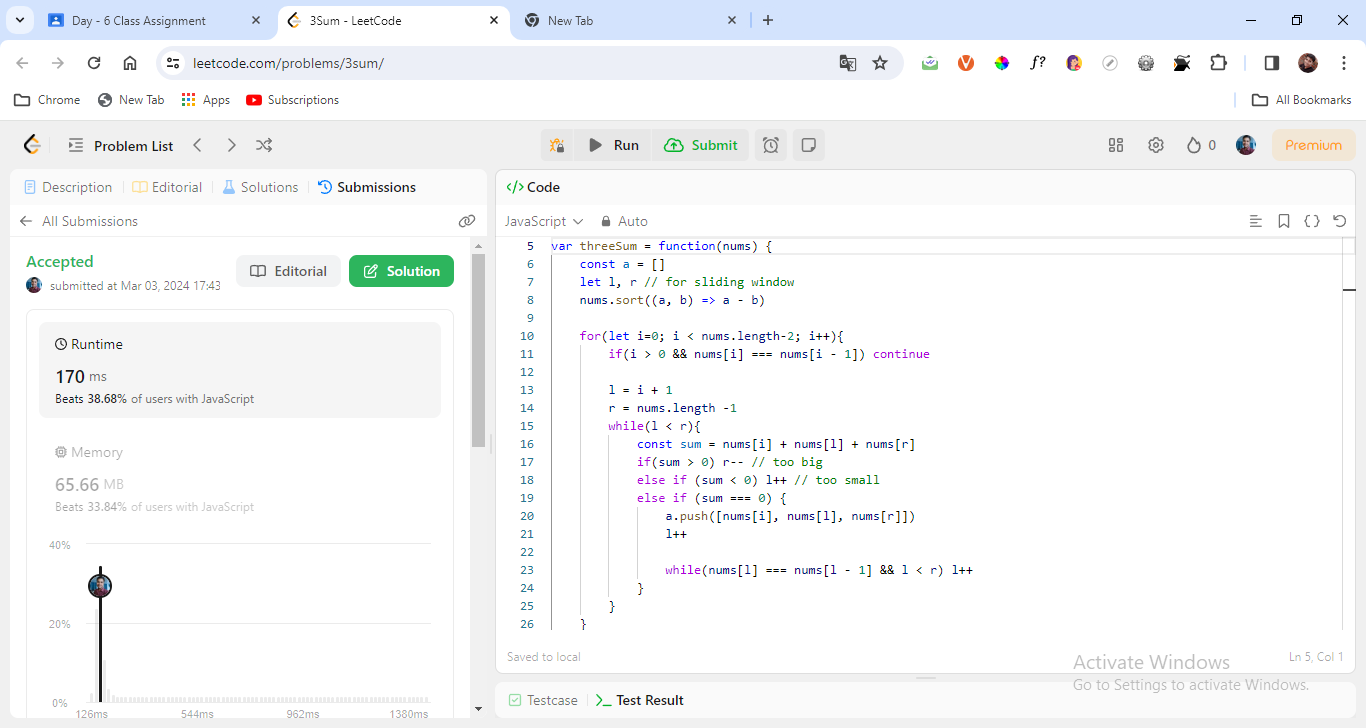 Day - 6 Class Assignment
3Sum - LeetCode
New Tab
leetcode.com/problems/3sum/
f?
Chrome
New Tab
Apps
Subscriptions
All Bookmarks
Problem List
Run
Submit
0
Premium
Description
Editorial
Solutions
Submissions
All Submissions
Accepted
submitted at Mar 03, 2024 17:43
Editorial
Solution
Runtime
170 ms
Beats 38.68% of users with JavaScript
Memory
65.66 MB
Beats 33.84% of users with JavaScript
40%
20%
0%
126ms 544ms 962ms 1380ms
</> Code
JavaScript
Auto
5 var threeSum = function(nums) {
6 const a = []
7 let l, r // for sliding window
8 nums.sort((a, b) => a - b)
9
10 for(let i=0; i < nums.length-2; i++){
11 if(i > 0 && nums[i] === nums[i - 1]) continue
12
13 l = i + 1
14 r = nums.length -1
15 while(l < r){
16 const sum = nums[i] + nums[l] + nums[r]
17 if(sum > 0) r-- // too big
18 else if (sum < 0) l++ // too small
19 else if (sum === 0) {
20 a.push([nums[i], nums[l], nums[r]])
21 l++
22
23 while(nums[l] === nums[l - 1] && l < r) l++
24 }
25 }
26 }
Saved to local
Ln 5, Col 1
Activate Windows
Go to Settings to activate Windows.
Testcase
Test Result